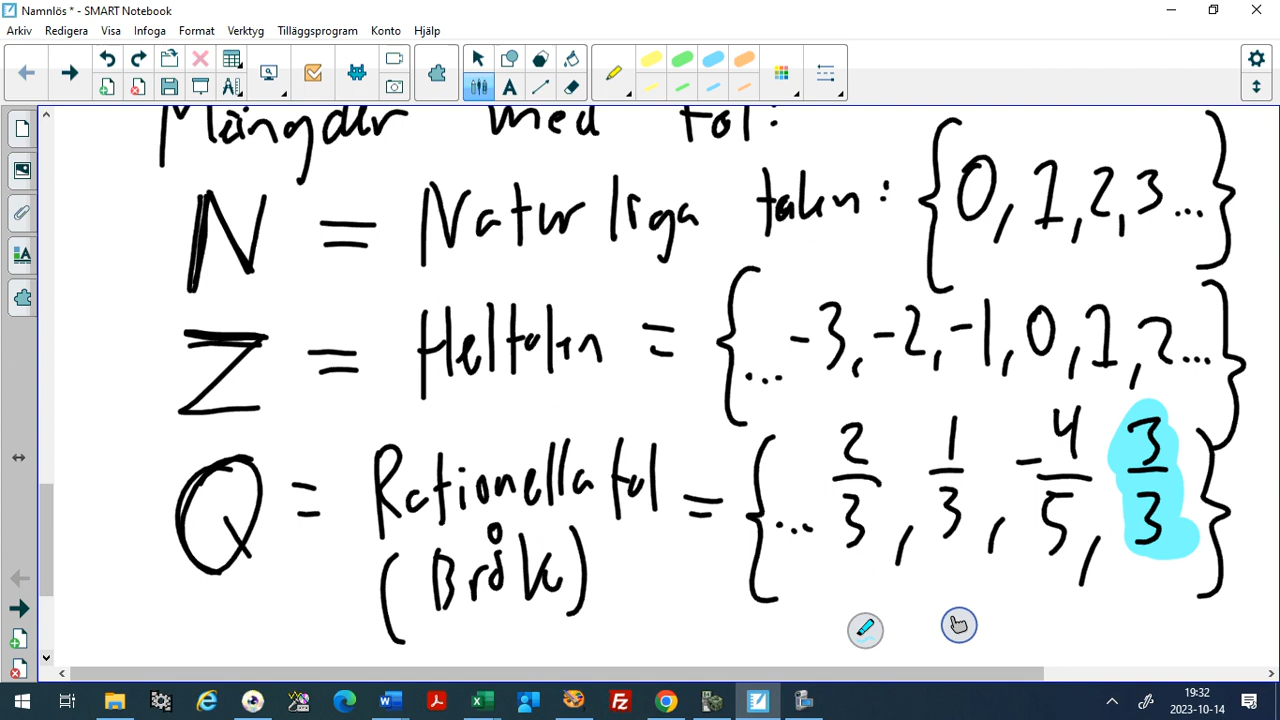 Namnlös * - SMART Notebook
Arkiv Redigera Visa Infoga Format Verktyg Tilläggsprogram Konto Hjälp
Mängder med tal:
N = Naturliga talen: {0, 1, 2, 3...}
Z = Heltalen = {... -3, -2, -1, 0, 1, 2...}
Q = Rationella tal = {... 2/3, 1/3, -4/5, 3/3}
(Bråk)
19:32
2023-10-14